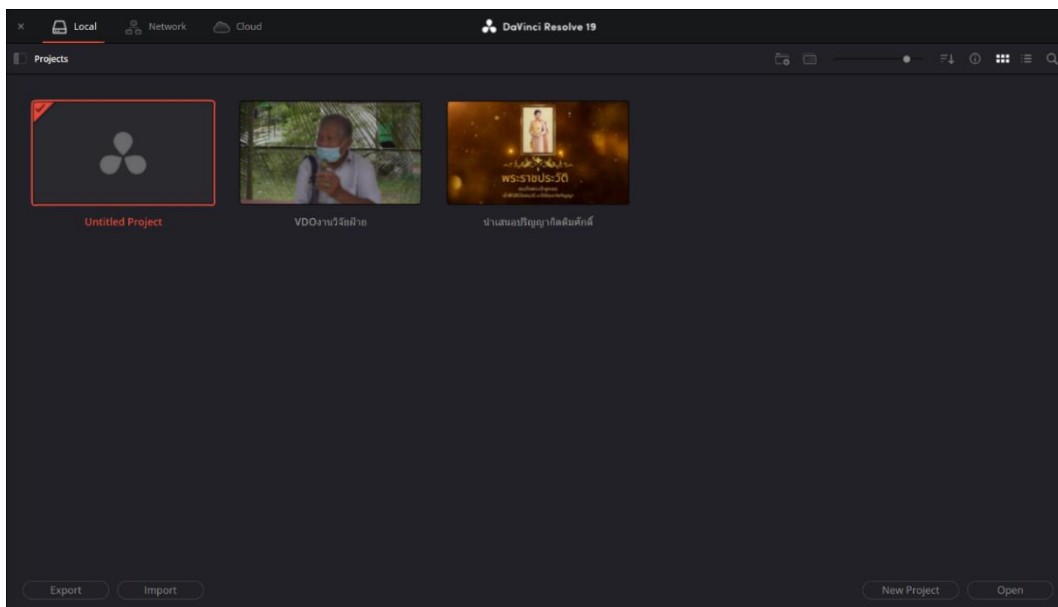 Local
Network
Cloud
DaVinci Resolve 19
Projects
พระราชประวัติ
Untitled Project
VDOงานวิจัยฝ้าย
นำเสนอปริญญากิตติมศักดิ์
Export
Import
New Project
Open